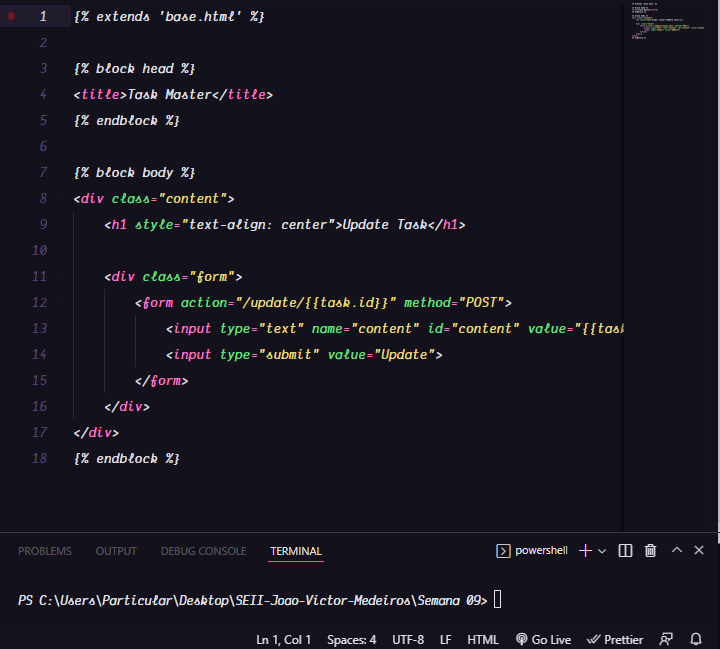 1 {% extends 'base.html' %}
2
3 {% block head %}
4 <title>Task Master</title>
5 {% endblock %}
6
7 {% block body %}
8 <div class="content">
9 <h1 style="text-align: center">Update Task</h1>
10
11 <div class="form">
12 <form action="/update/{{task.id}}" method="POST">
13 <input type="text" name="content" id="content" value="{{task
14 <input type="submit" value="Update">
15 </form>
16 </div>
17 </div>
18 {% endblock %}
PROBLEMS OUTPUT DEBUG CONSOLE TERMINAL powershell
PS C:\Users\Particular\Desktop\SEII-Joao-Victor-Medeiros\Semana 09>
Ln 1, Col 1 Spaces: 4 UTF-8 LF HTML Go Live Prettier